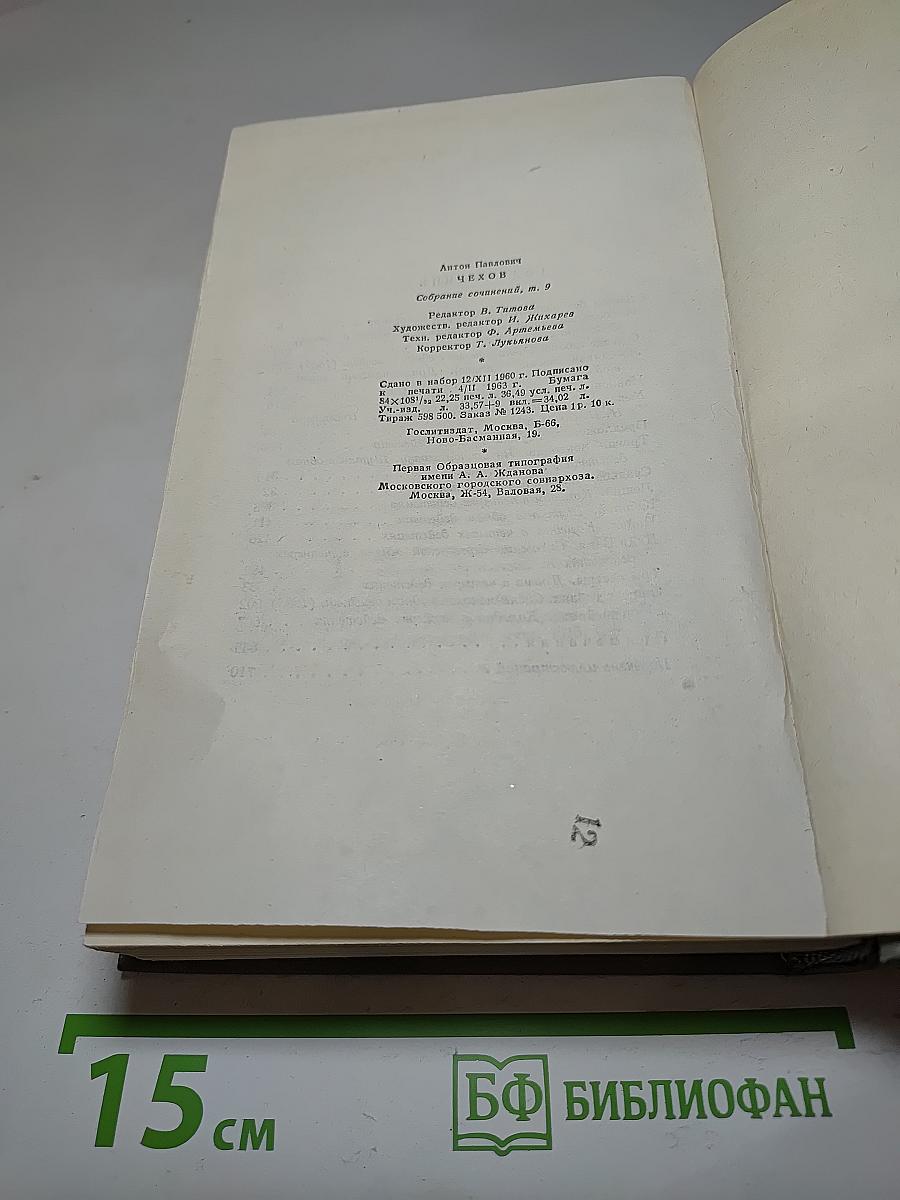 Антон Павлович
ЧЕХОВ
Собрание сочинений, т. 9
Редактор В. Титова
Художеств. редактор И. Жихарев
Техн. редактор Ф. Артемьева
Корректор Т. Лукьянова
*
Сдано в набор 12/XII 1960 г. Подписано
к печати 4/II 1963 г. Бумага
84×108¹/₃₂ 22,25 печ. л. 36,49 усл. печ. л.
Уч.-изд. л. 33,57+9 вкл.=34,02 л.
Тираж 598 500. Заказ № 1243. Цена 1 р. 10 к.
Гослитиздат, Москва, Б-66,
Ново-Басманная, 19.
*
Первая Образцовая типография
имени А. А. Жданова
Московского городского совнархоза.
Москва, Ж-54, Валовая, 28.
12
15 см
БФ БИБЛИОФАН